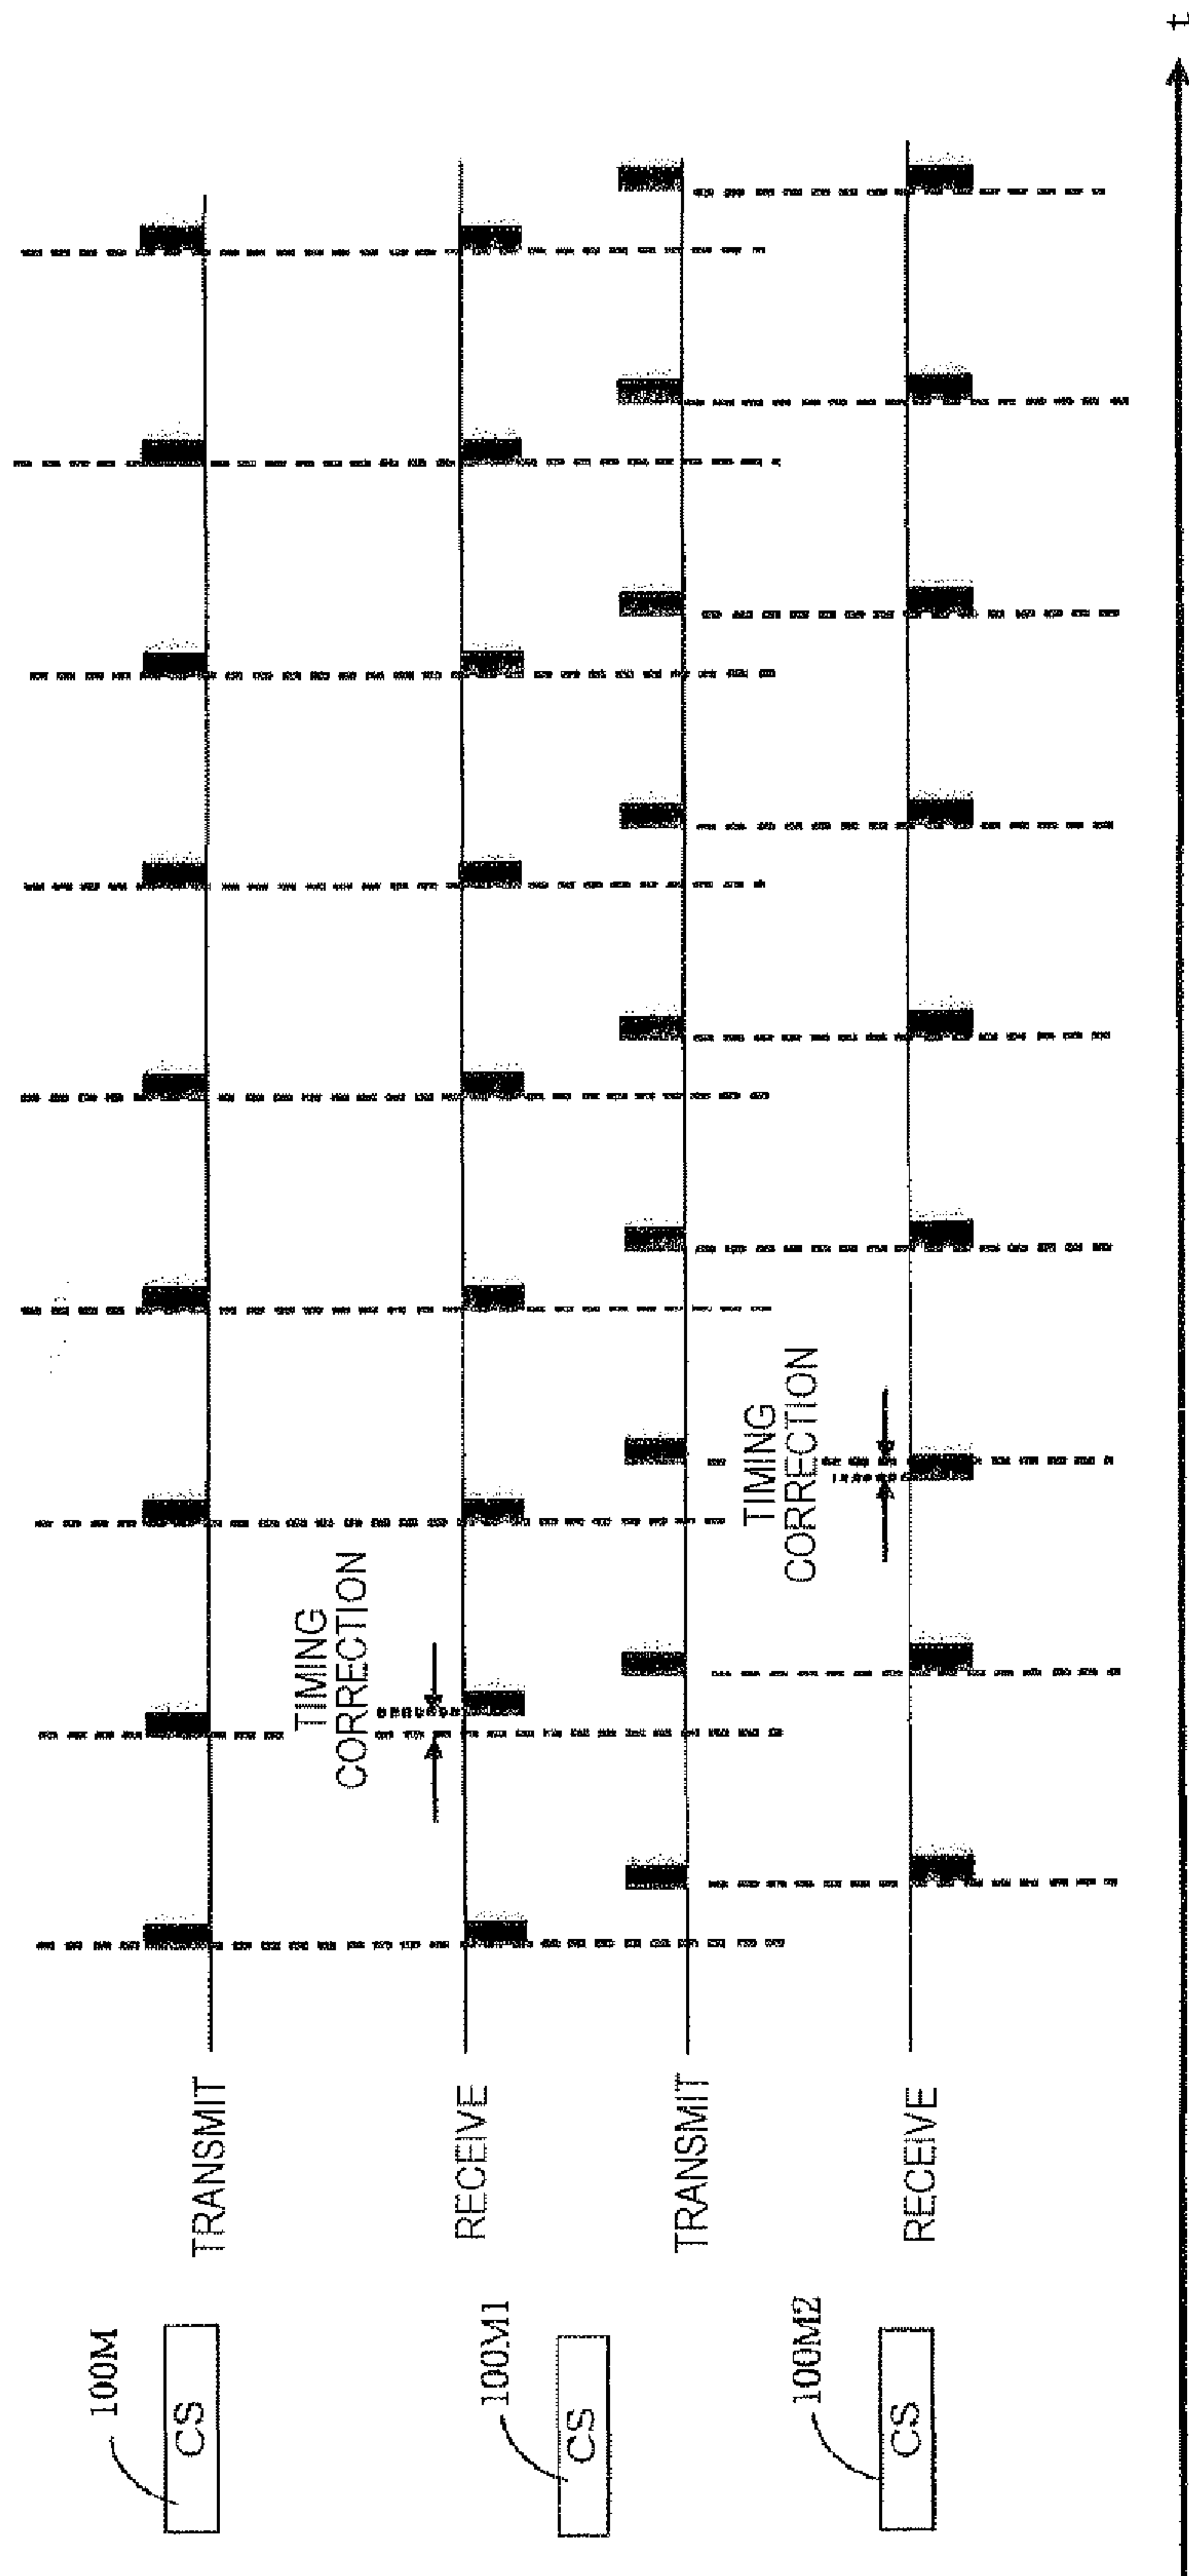 100M
CS
TRANSMIT
TIMING
CORRECTION
100M1
CS
RECEIVE
TRANSMIT
TIMING
CORRECTION
100M2
CS
RECEIVE
t